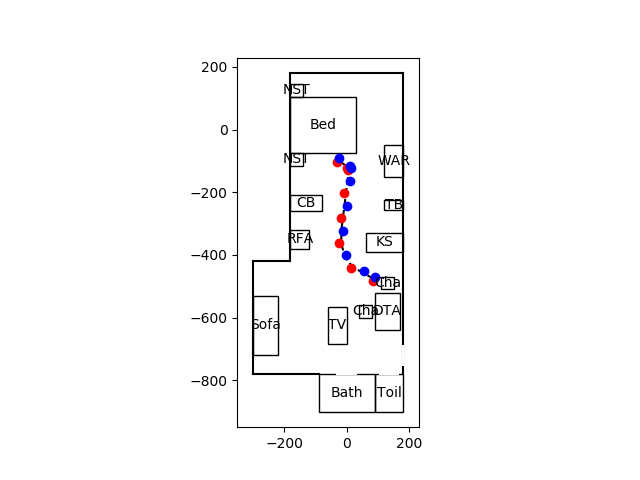 200
0
−200
−400
−600
−800
−200
0
200
NST
Bed
NST
WAR
CB
TB
RFA
KS
Cha
Sofa
TV
Cha
DTA
Bath
Toil